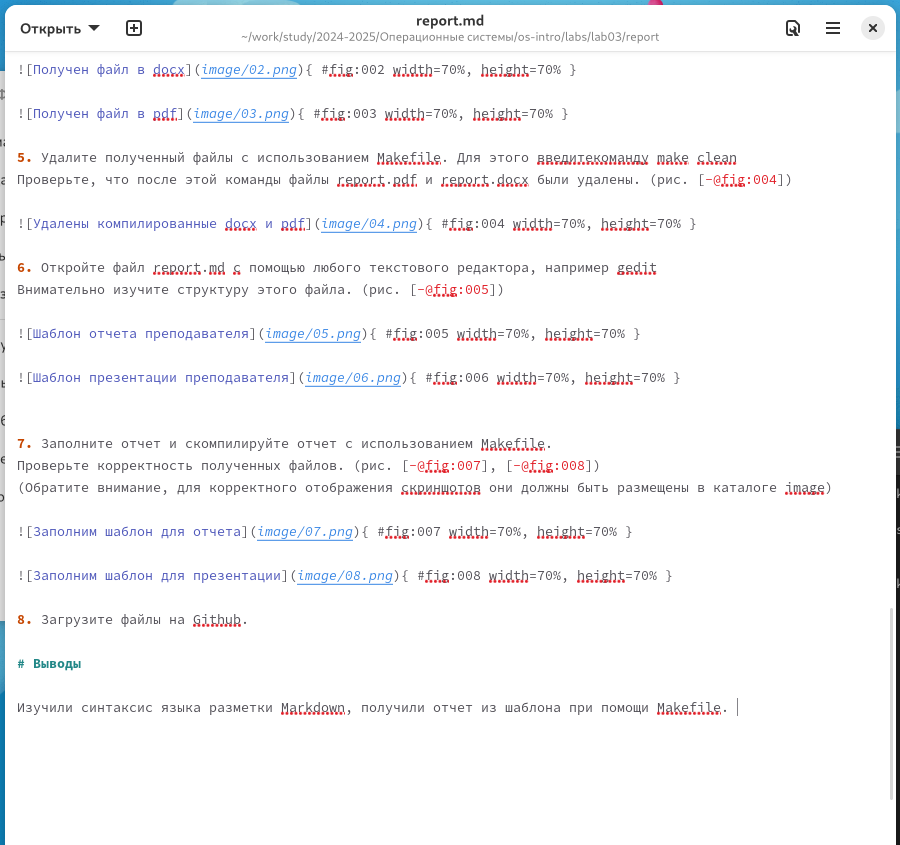 Открыть
report.md
~/work/study/2024-2025/Операционные системы/os-intro/labs/lab03/report
![Получен файл в docx](image/02.png){ #fig:002 width=70%, height=70% }
![Получен файл в pdf](image/03.png){ #fig:003 width=70%, height=70% }
5. Удалите полученный файлы с использованием Makefile. Для этого введитекоманду make clean
Проверьте, что после этой команды файлы report.pdf и report.docx были удалены. (рис. [-@fig:004])
![Удалены компилированные docx и pdf](image/04.png){ #fig:004 width=70%, height=70% }
6. Откройте файл report.md c помощью любого текстового редактора, например gedit
Внимательно изучите структуру этого файла. (рис. [-@fig:005])
![Шаблон отчета преподавателя](image/05.png){ #fig:005 width=70%, height=70% }
![Шаблон презентации преподавателя](image/06.png){ #fig:006 width=70%, height=70% }
7. Заполните отчет и скомпилируйте отчет с использованием Makefile.
Проверьте корректность полученных файлов. (рис. [-@fig:007], [-@fig:008])
(Обратите внимание, для корректного отображения скриншотов они должны быть размещены в каталоге image)
![Заполним шаблон для отчета](image/07.png){ #fig:007 width=70%, height=70% }
![Заполним шаблон для презентации](image/08.png){ #fig:008 width=70%, height=70% }
8. Загрузите файлы на Github.
# Выводы
Изучили синтаксис языка разметки Markdown, получили отчет из шаблона при помощи Makefile.